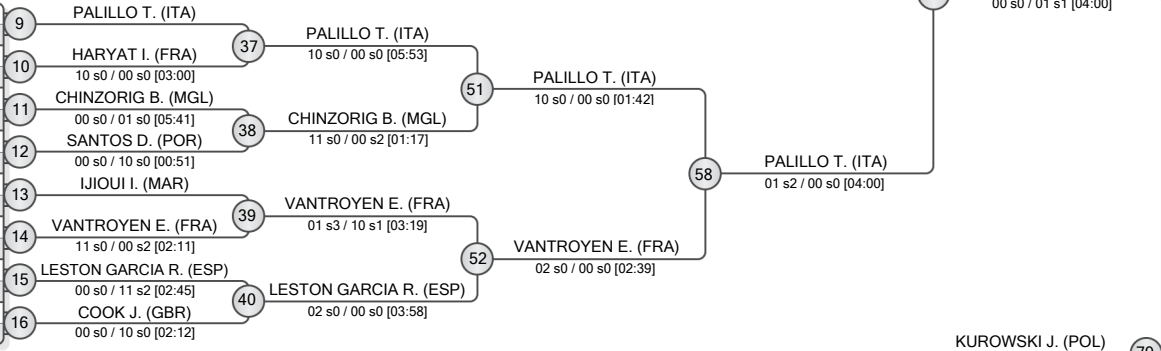 00 s0 / 01 s1 [04:00]
9
PALILLO T. (ITA)
37
PALILLO T. (ITA)
10 s0 / 00 s0 [05:53]
10
HARYAT I. (FRA)
10 s0 / 00 s0 [03:00]
51
PALILLO T. (ITA)
10 s0 / 00 s0 [01:42]
11
CHINZORIG B. (MGL)
00 s0 / 01 s0 [05:41]
38
CHINZORIG B. (MGL)
11 s0 / 00 s2 [01:17]
12
SANTOS D. (POR)
00 s0 / 10 s0 [00:51]
58
PALILLO T. (ITA)
01 s2 / 00 s0 [04:00]
13
IJIOUI I. (MAR)
39
VANTROYEN E. (FRA)
01 s3 / 10 s1 [03:19]
14
VANTROYEN E. (FRA)
11 s0 / 00 s2 [02:11]
52
VANTROYEN E. (FRA)
02 s0 / 00 s0 [02:39]
15
LESTON GARCIA R. (ESP)
00 s0 / 11 s2 [02:45]
40
LESTON GARCIA R. (ESP)
02 s0 / 00 s0 [03:58]
16
COOK J. (GBR)
00 s0 / 10 s0 [02:12]
KUROWSKI J. (POL)